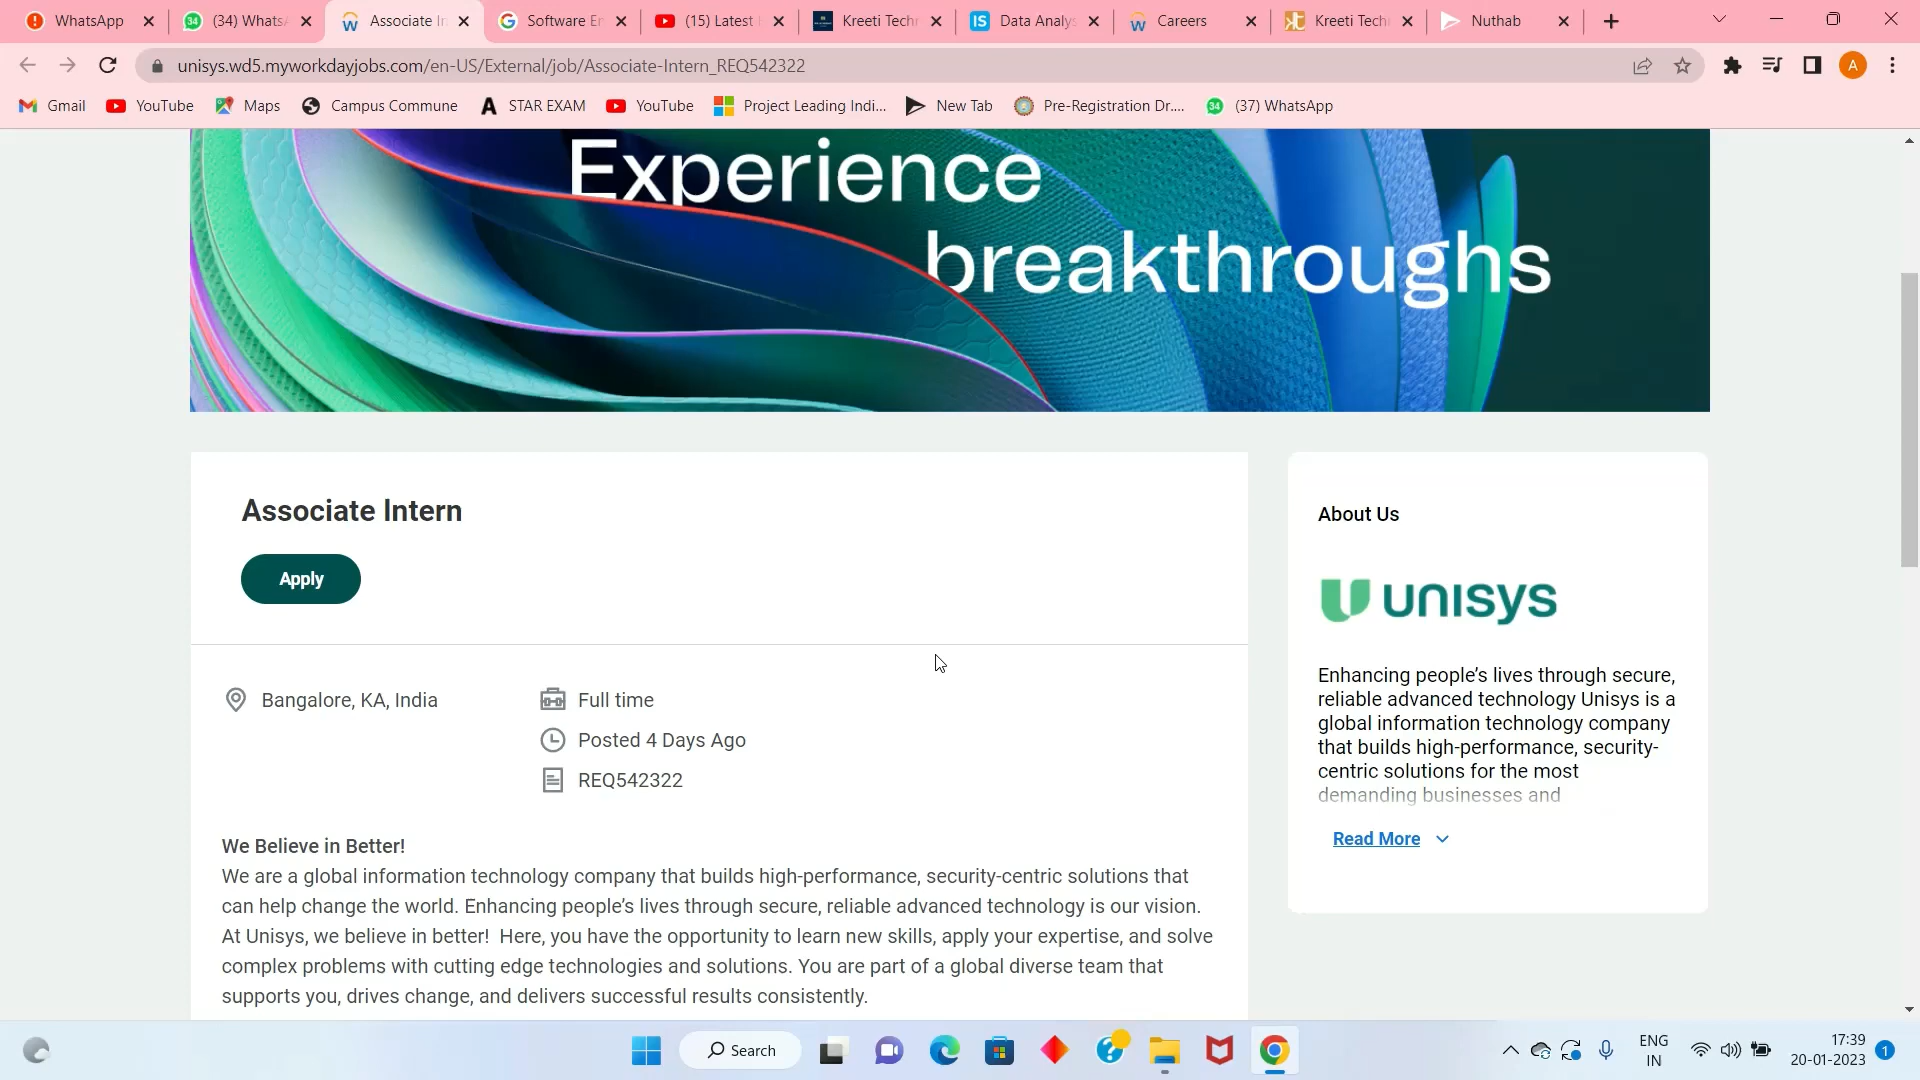 WhatsApp
(34) Whats
Associate In
Software En
(15) Latest
Kreeti Tech
Data Analys
Careers
Kreeti Tech
Nuthab
unisys.wd5.myworkdayjobs.com/en-US/External/job/Associate-Intern_REQ542322
A
Gmail
YouTube
Maps
Campus Commune
STAR EXAM
YouTube
Project Leading Indi...
New Tab
Pre-Registration Dr....
(37) WhatsApp
Experience
breakthroughs
Associate Intern
Apply
Bangalore, KA, India
Full time
Posted 4 Days Ago
REQ542322
We Believe in Better!
We are a global information technology company that builds high-performance, security-centric solutions that
can help change the world. Enhancing people’s lives through secure, reliable advanced technology is our vision.
At Unisys, we believe in better!  Here, you have the opportunity to learn new skills, apply your expertise, and solve
complex problems with cutting edge technologies and solutions. You are part of a global diverse team that
supports you, drives change, and delivers successful results consistently.
About Us
unisys
Enhancing people’s lives through secure,
reliable advanced technology Unisys is a
global information technology company
that builds high-performance, security-
centric solutions for the most
demanding businesses and
Read More
Search
ENG
IN
17:39
20-01-2023
1